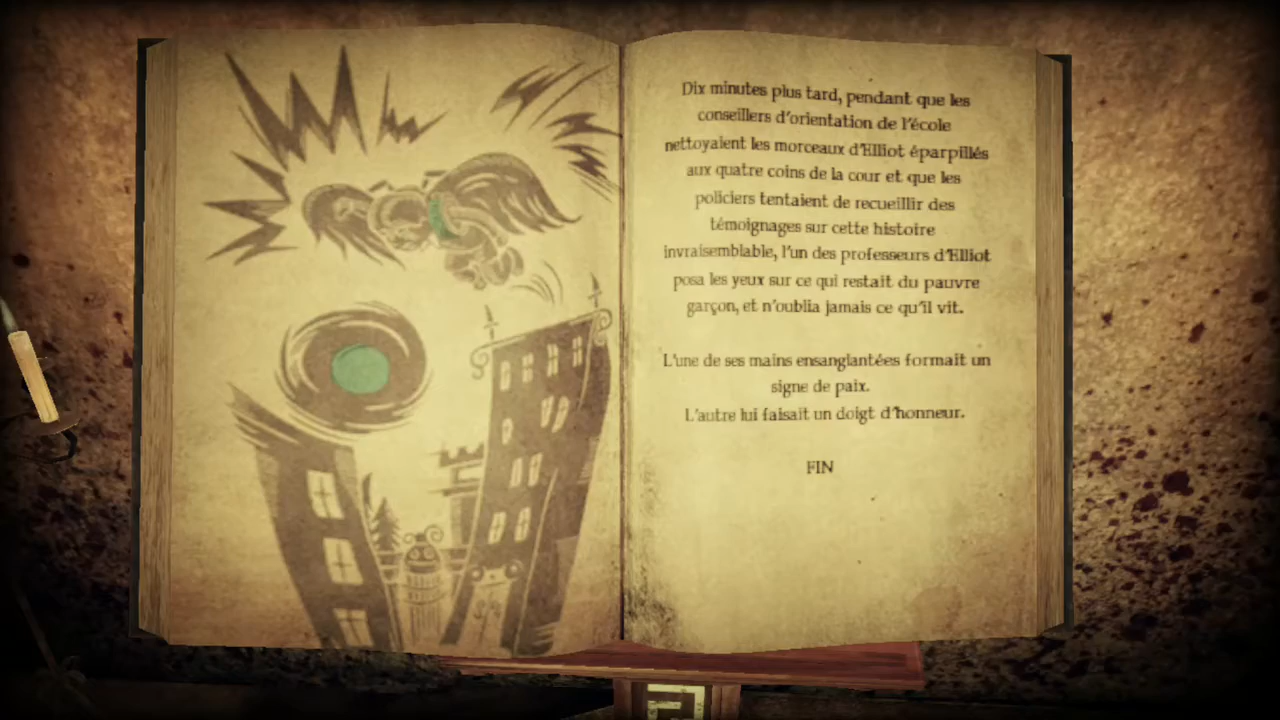 Dix minutes plus tard, pendant que les
conseillers d'orientation de l'école
nettoyaient les morceaux d'Elliot éparpillés
aux quatre coins de la cour et que les
policiers tentaient de recueillir des
témoignages sur cette histoire
invraisemblable, l'un des professeurs d'Elliot
posa les yeux sur ce qui restait du pauvre
garçon, et n'oublia jamais ce qu'il vit.
L'une de ses mains ensanglantées formait un
signe de paix.
L'autre lui faisait un doigt d'honneur.
FIN